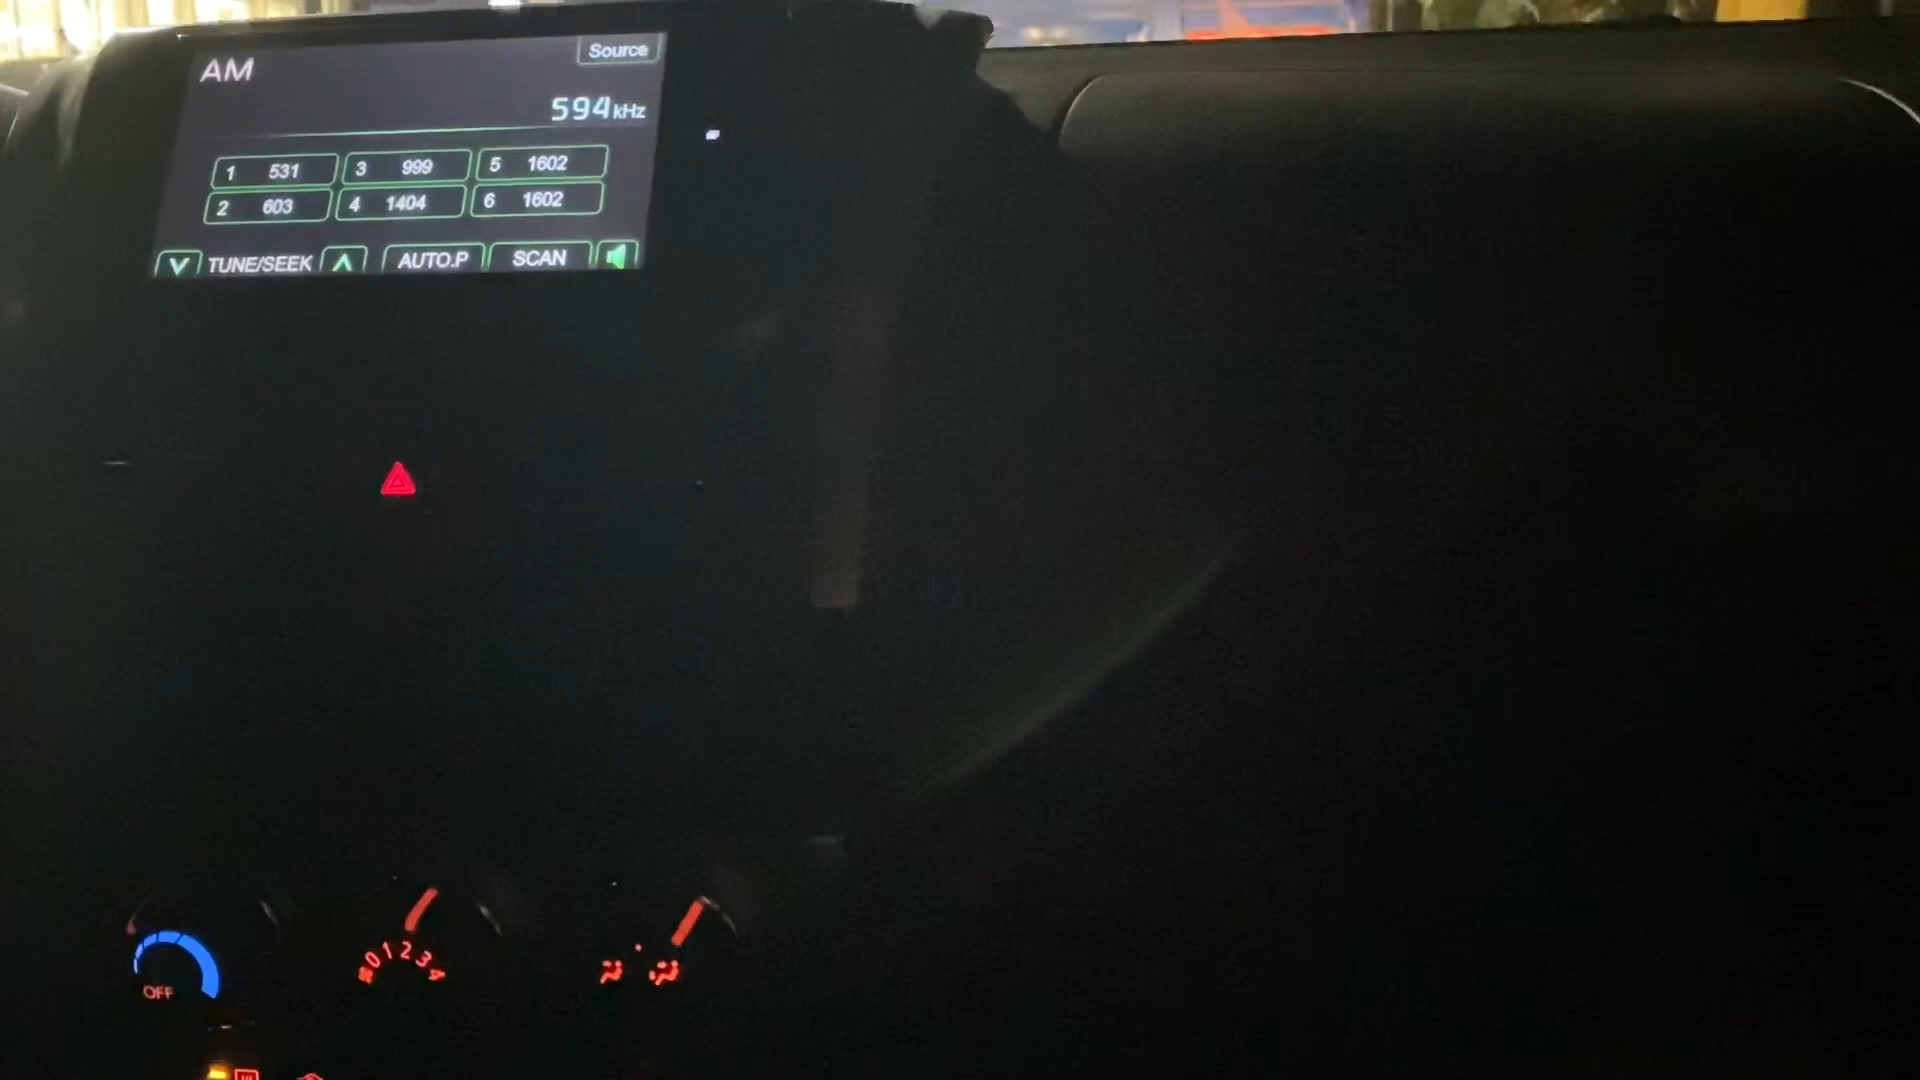 AM
Source
594kHz
1 531
3 999
5 1602
2 603
4 1404
6 1602
TUNE/SEEK
AUTO.P
SCAN
0 1 2 3 4
OFF